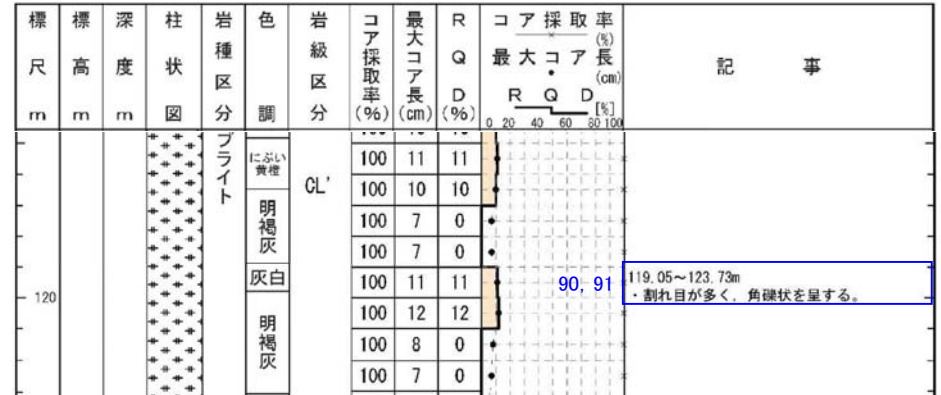 標尺 m
標高 m
深度 m
柱状図
岩種区分
色調
岩級区分
コア採取率(%)
最大コア長(cm)
RQD(%)
コア採取率(%)
最大コア長(cm)
RQD[%]
0 20 40 60 80 100
記事
ブライト
CL'
にぶい
黄橙
100 11 11
100 10 10
明褐灰
100 7 0
100 7 0
灰白
100 11 11
90, 91
119.05～123.73m
・割れ目が多く，角礫状を呈する。
120
100 12 12
明褐灰
100 8 0
100 7 0